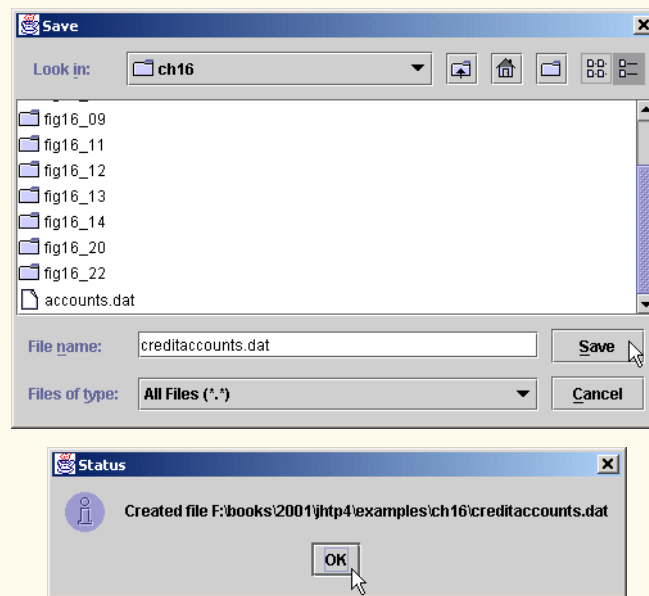 Save
Look in: ch16
fig16_09
fig16_11
fig16_12
fig16_13
fig16_14
fig16_20
fig16_22
accounts.dat
File name: creditaccounts.dat Save
Files of type: All Files (*.*) Cancel
Status
Created file F:\books\2001\jhtp4\examples\ch16\creditaccounts.dat
OK